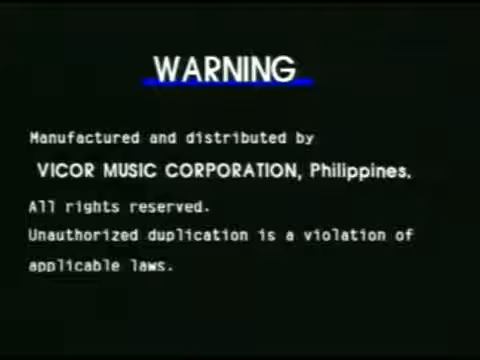 WARNING
Manufactured and distributed by
VICOR MUSIC CORPORATION, Philippines.
All rights reserved.
Unauthorized duplication is a violation of
applicable laws.